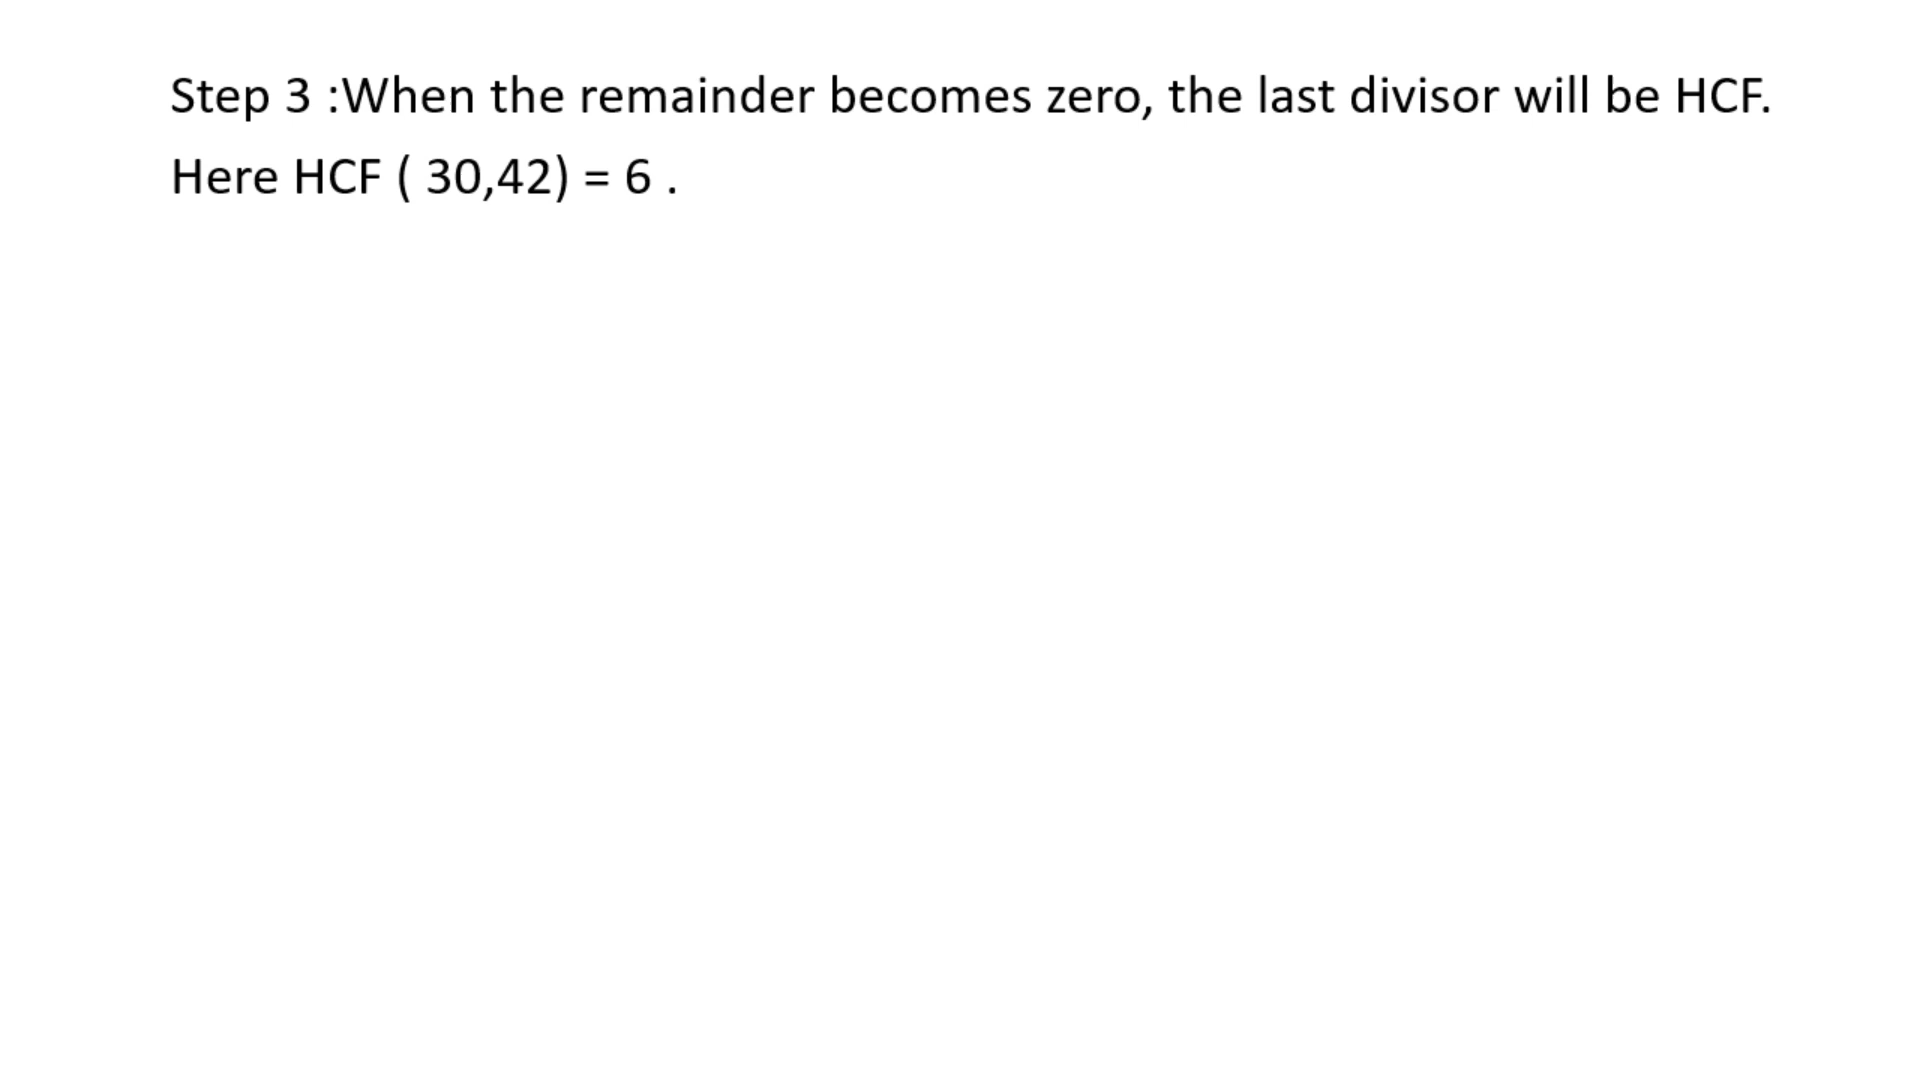 Step 3 :When the remainder becomes zero, the last divisor will be HCF.
Here HCF ( 30,42) = 6 .